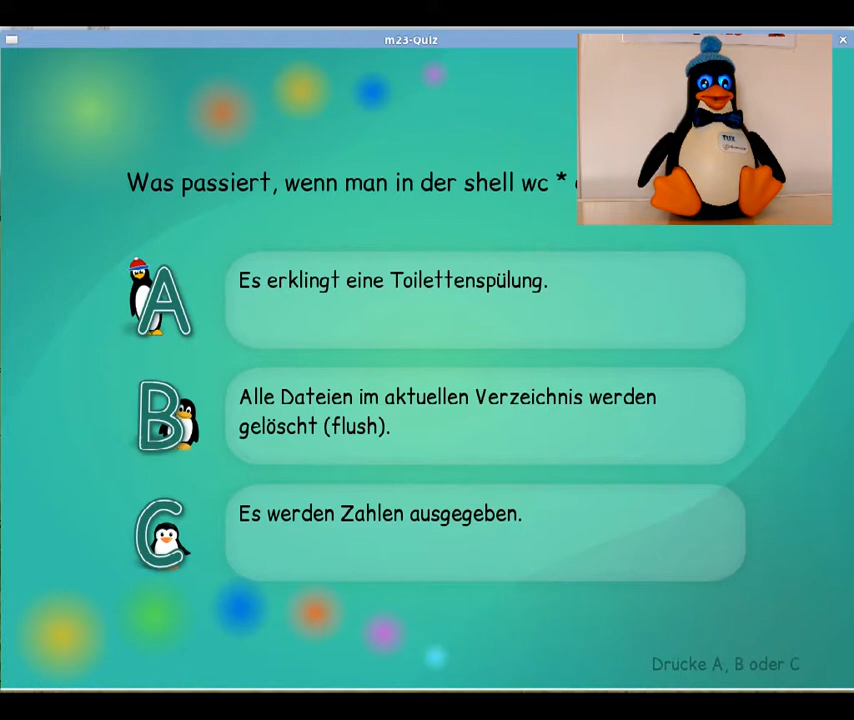 m23-Quiz
TUX
Was passiert, wenn man in der shell wc *
A
Es erklingt eine Toilettenspülung.
B
Alle Dateien im aktuellen Verzeichnis werden
gelöscht (flush).
C
Es werden Zahlen ausgegeben.
Drücke A, B oder C